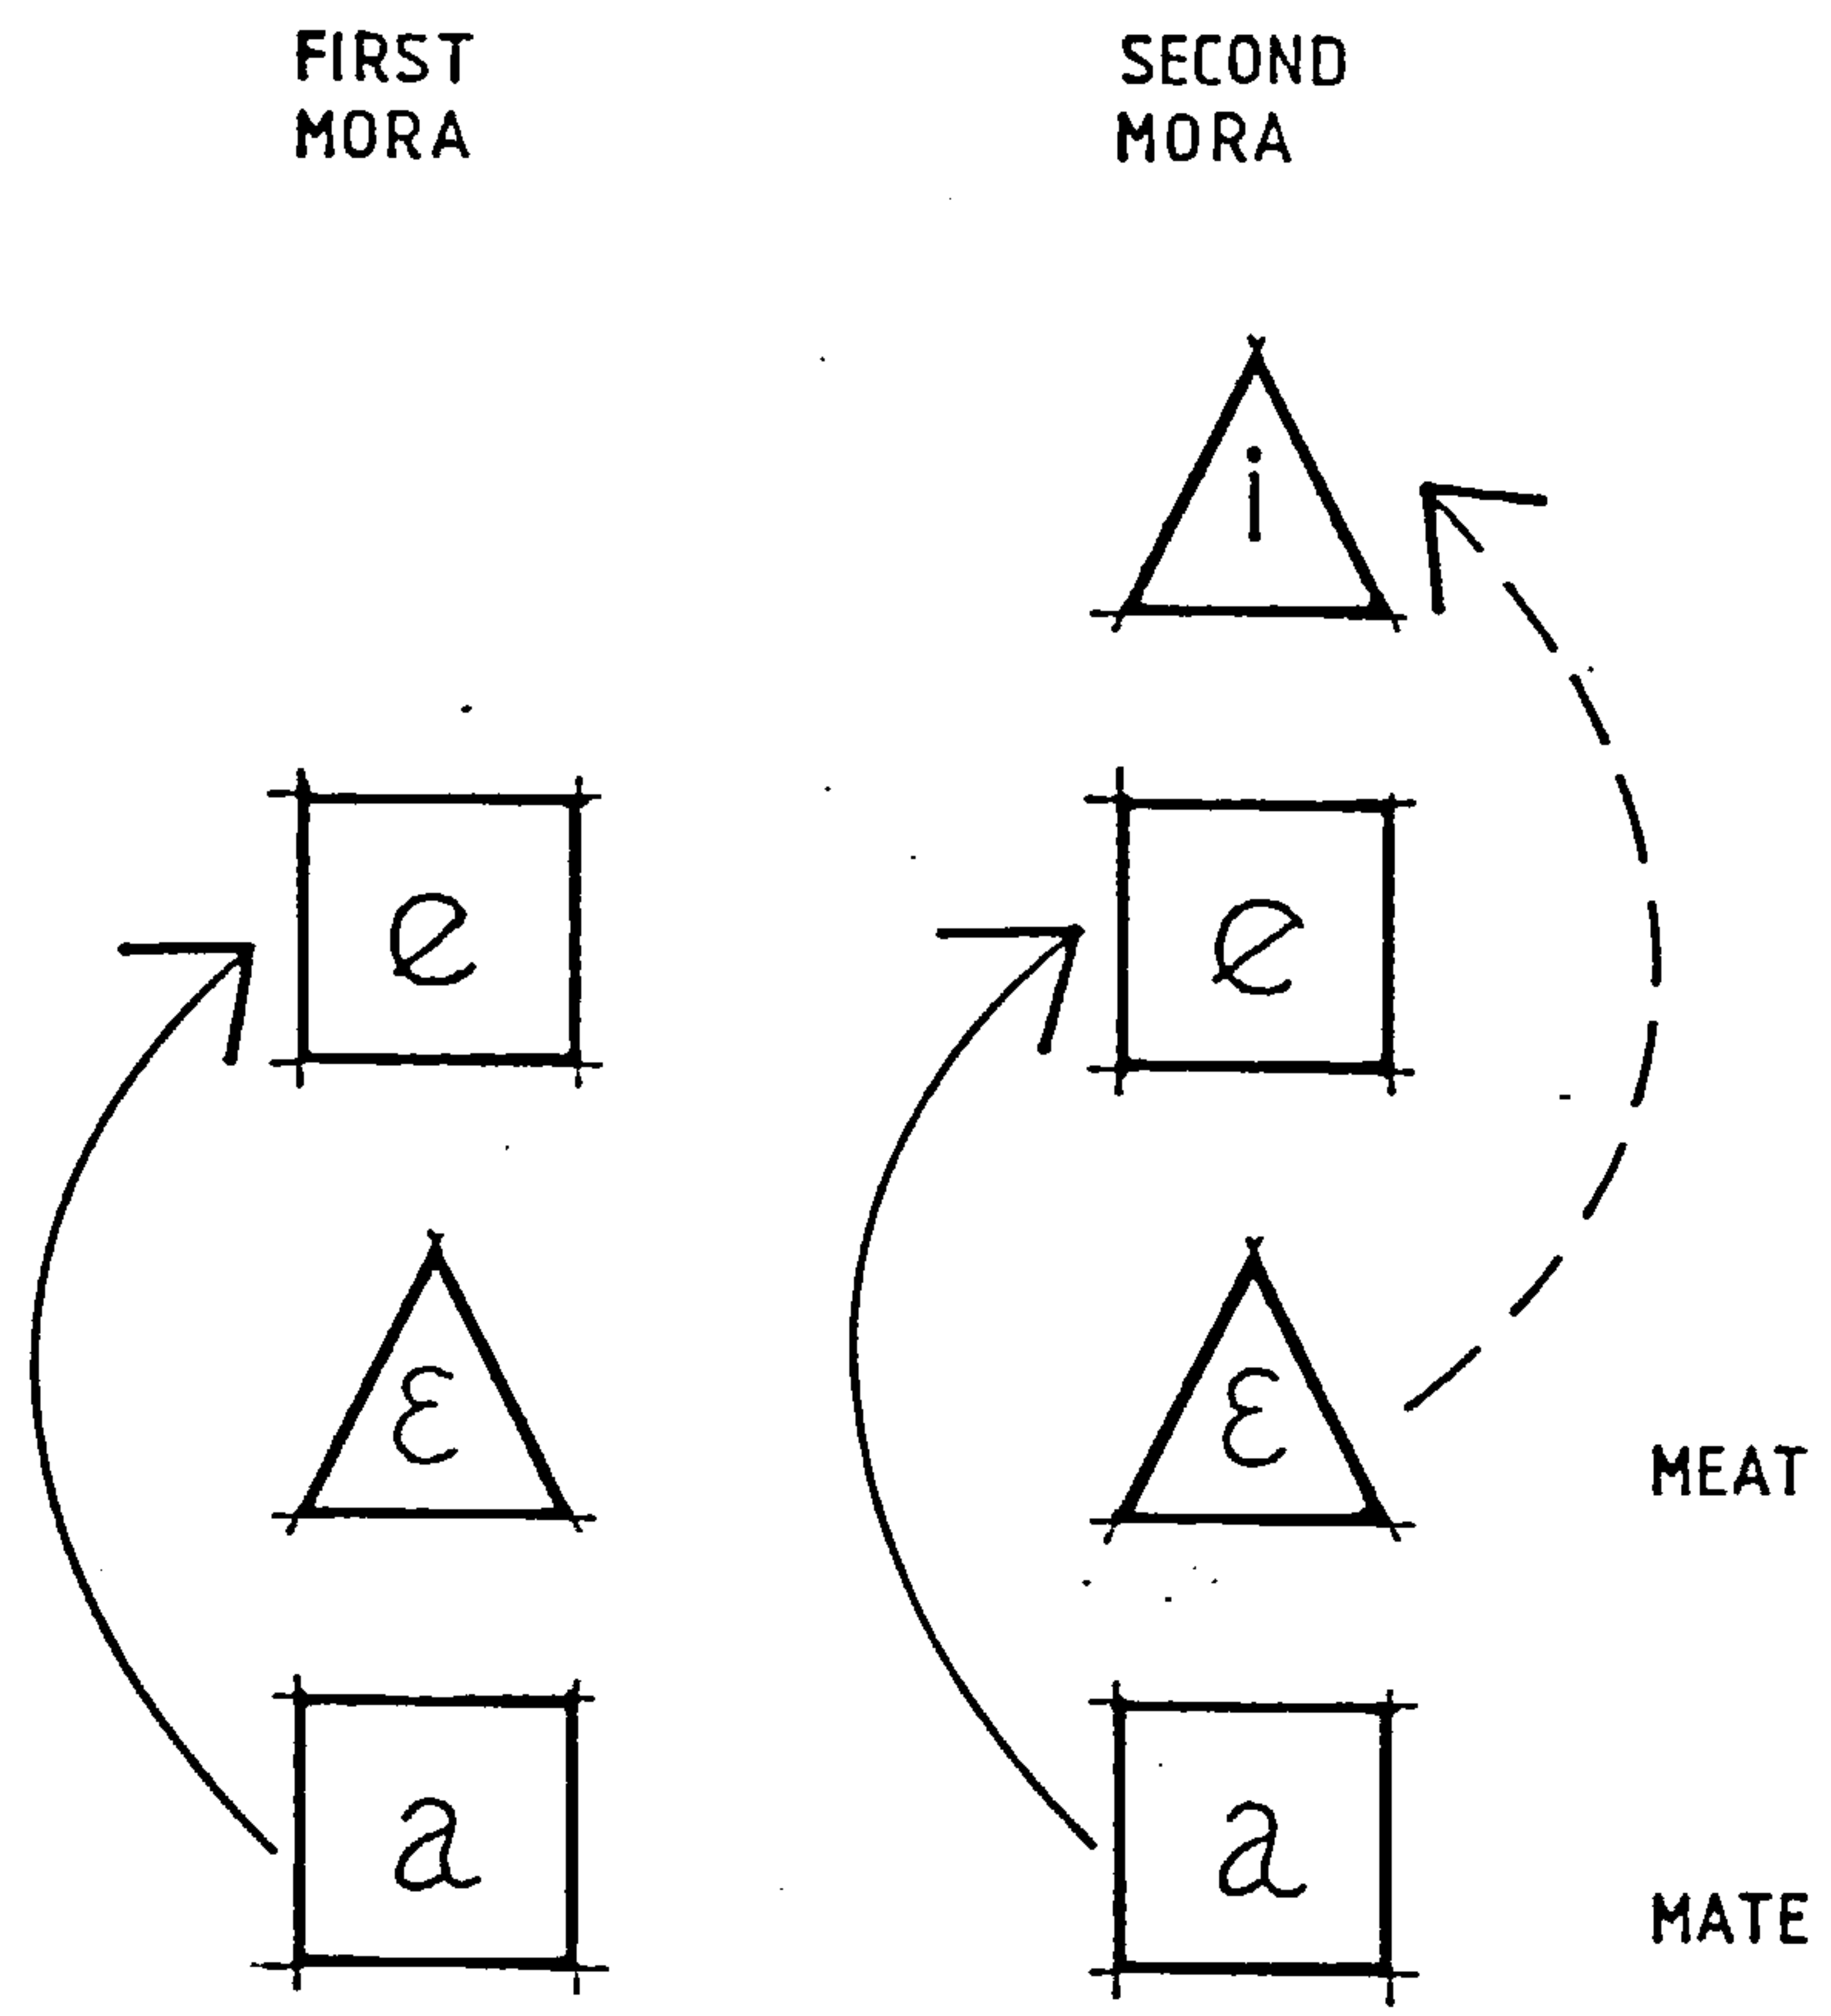 FIRST MORA
SECOND MORA
i
e
e
ε
ε
MEAT
a
a
MATE